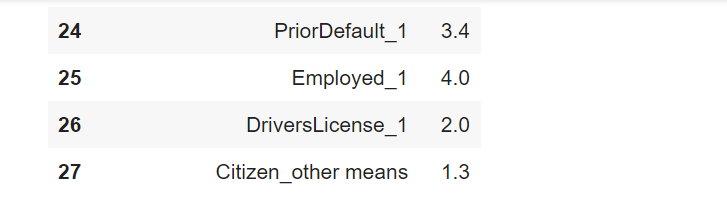 24 PriorDefault_1 3.4
25 Employed_1 4.0
26 DriversLicense_1 2.0
27 Citizen_other means 1.3